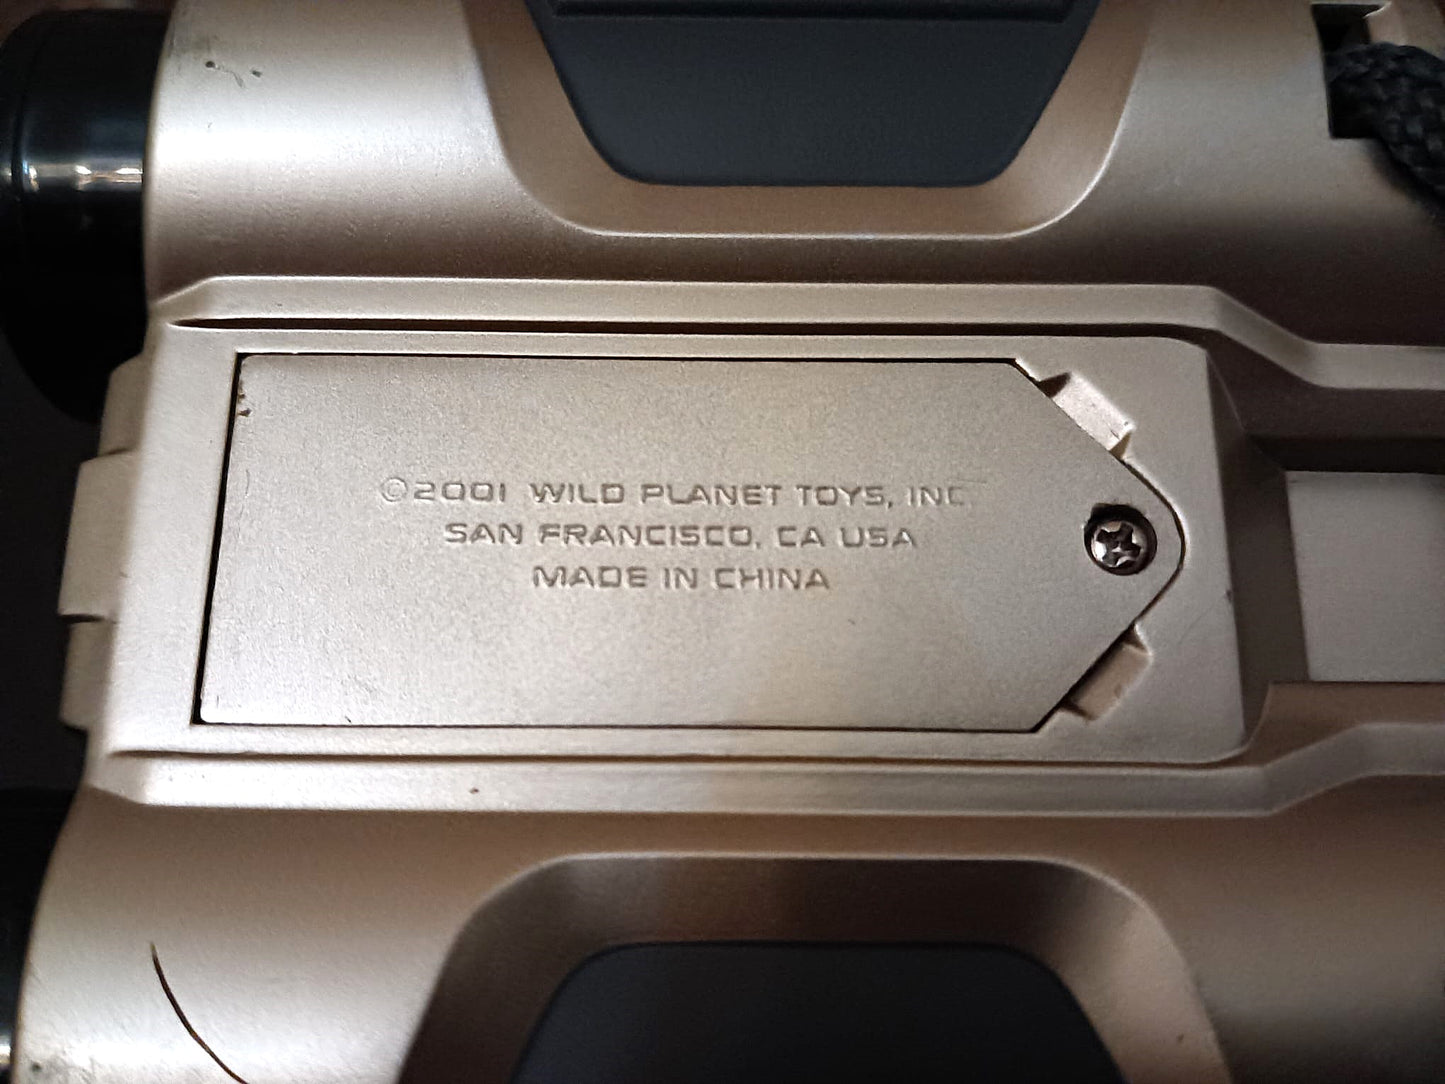 ©2001 WILD PLANET TOYS, INC
SAN FRANCISCO, CA USA
MADE IN CHINA